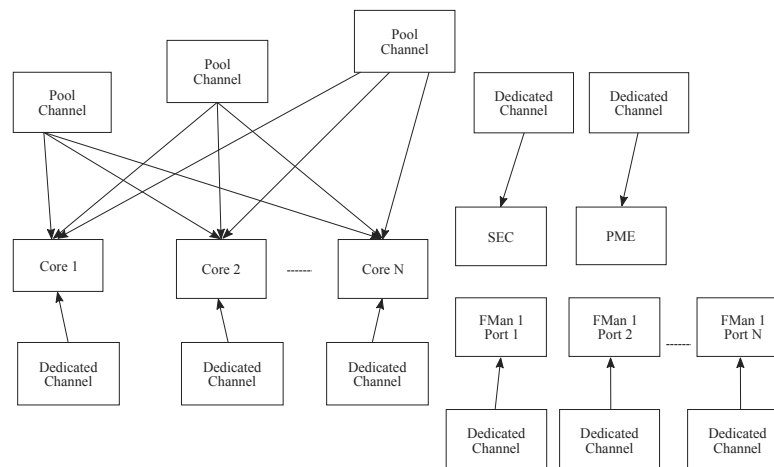 Pool
Channel
Pool
Channel
Pool
Channel
Dedicated
Channel
Dedicated
Channel
Core 1
Core 2
Core N
SEC
PME
FMan 1
Port 1
FMan 1
Port 2
FMan 1
Port N
Dedicated
Channel
Dedicated
Channel
Dedicated
Channel
Dedicated
Channel
Dedicated
Channel
Dedicated
Channel